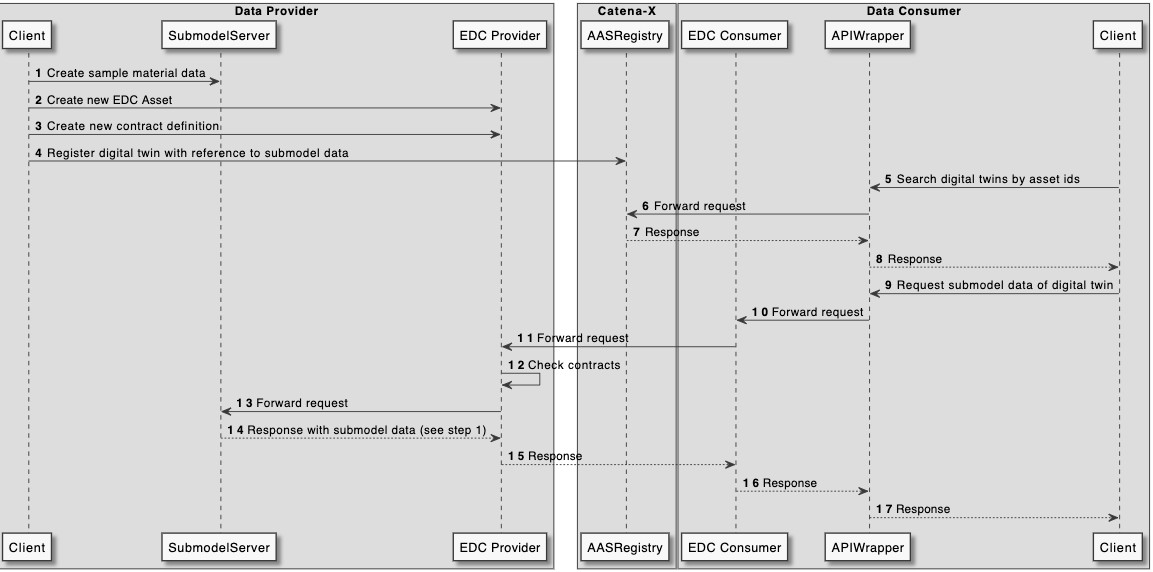 Data Provider
Catena-X
Data Consumer
Client
SubmodelServer
EDC Provider
AASRegistry
EDC Consumer
APIWrapper
Client
1 Create sample material data
2 Create new EDC Asset
3 Create new contract definition
4 Register digital twin with reference to submodel data
5 Search digital twins by asset ids
6 Forward request
7 Response
8 Response
9 Request submodel data of digital twin
10 Forward request
11 Forward request
12 Check contracts
13 Forward request
14 Response with submodel data (see step 1)
15 Response
16 Response
17 Response
Client
SubmodelServer
EDC Provider
AASRegistry
EDC Consumer
APIWrapper
Client